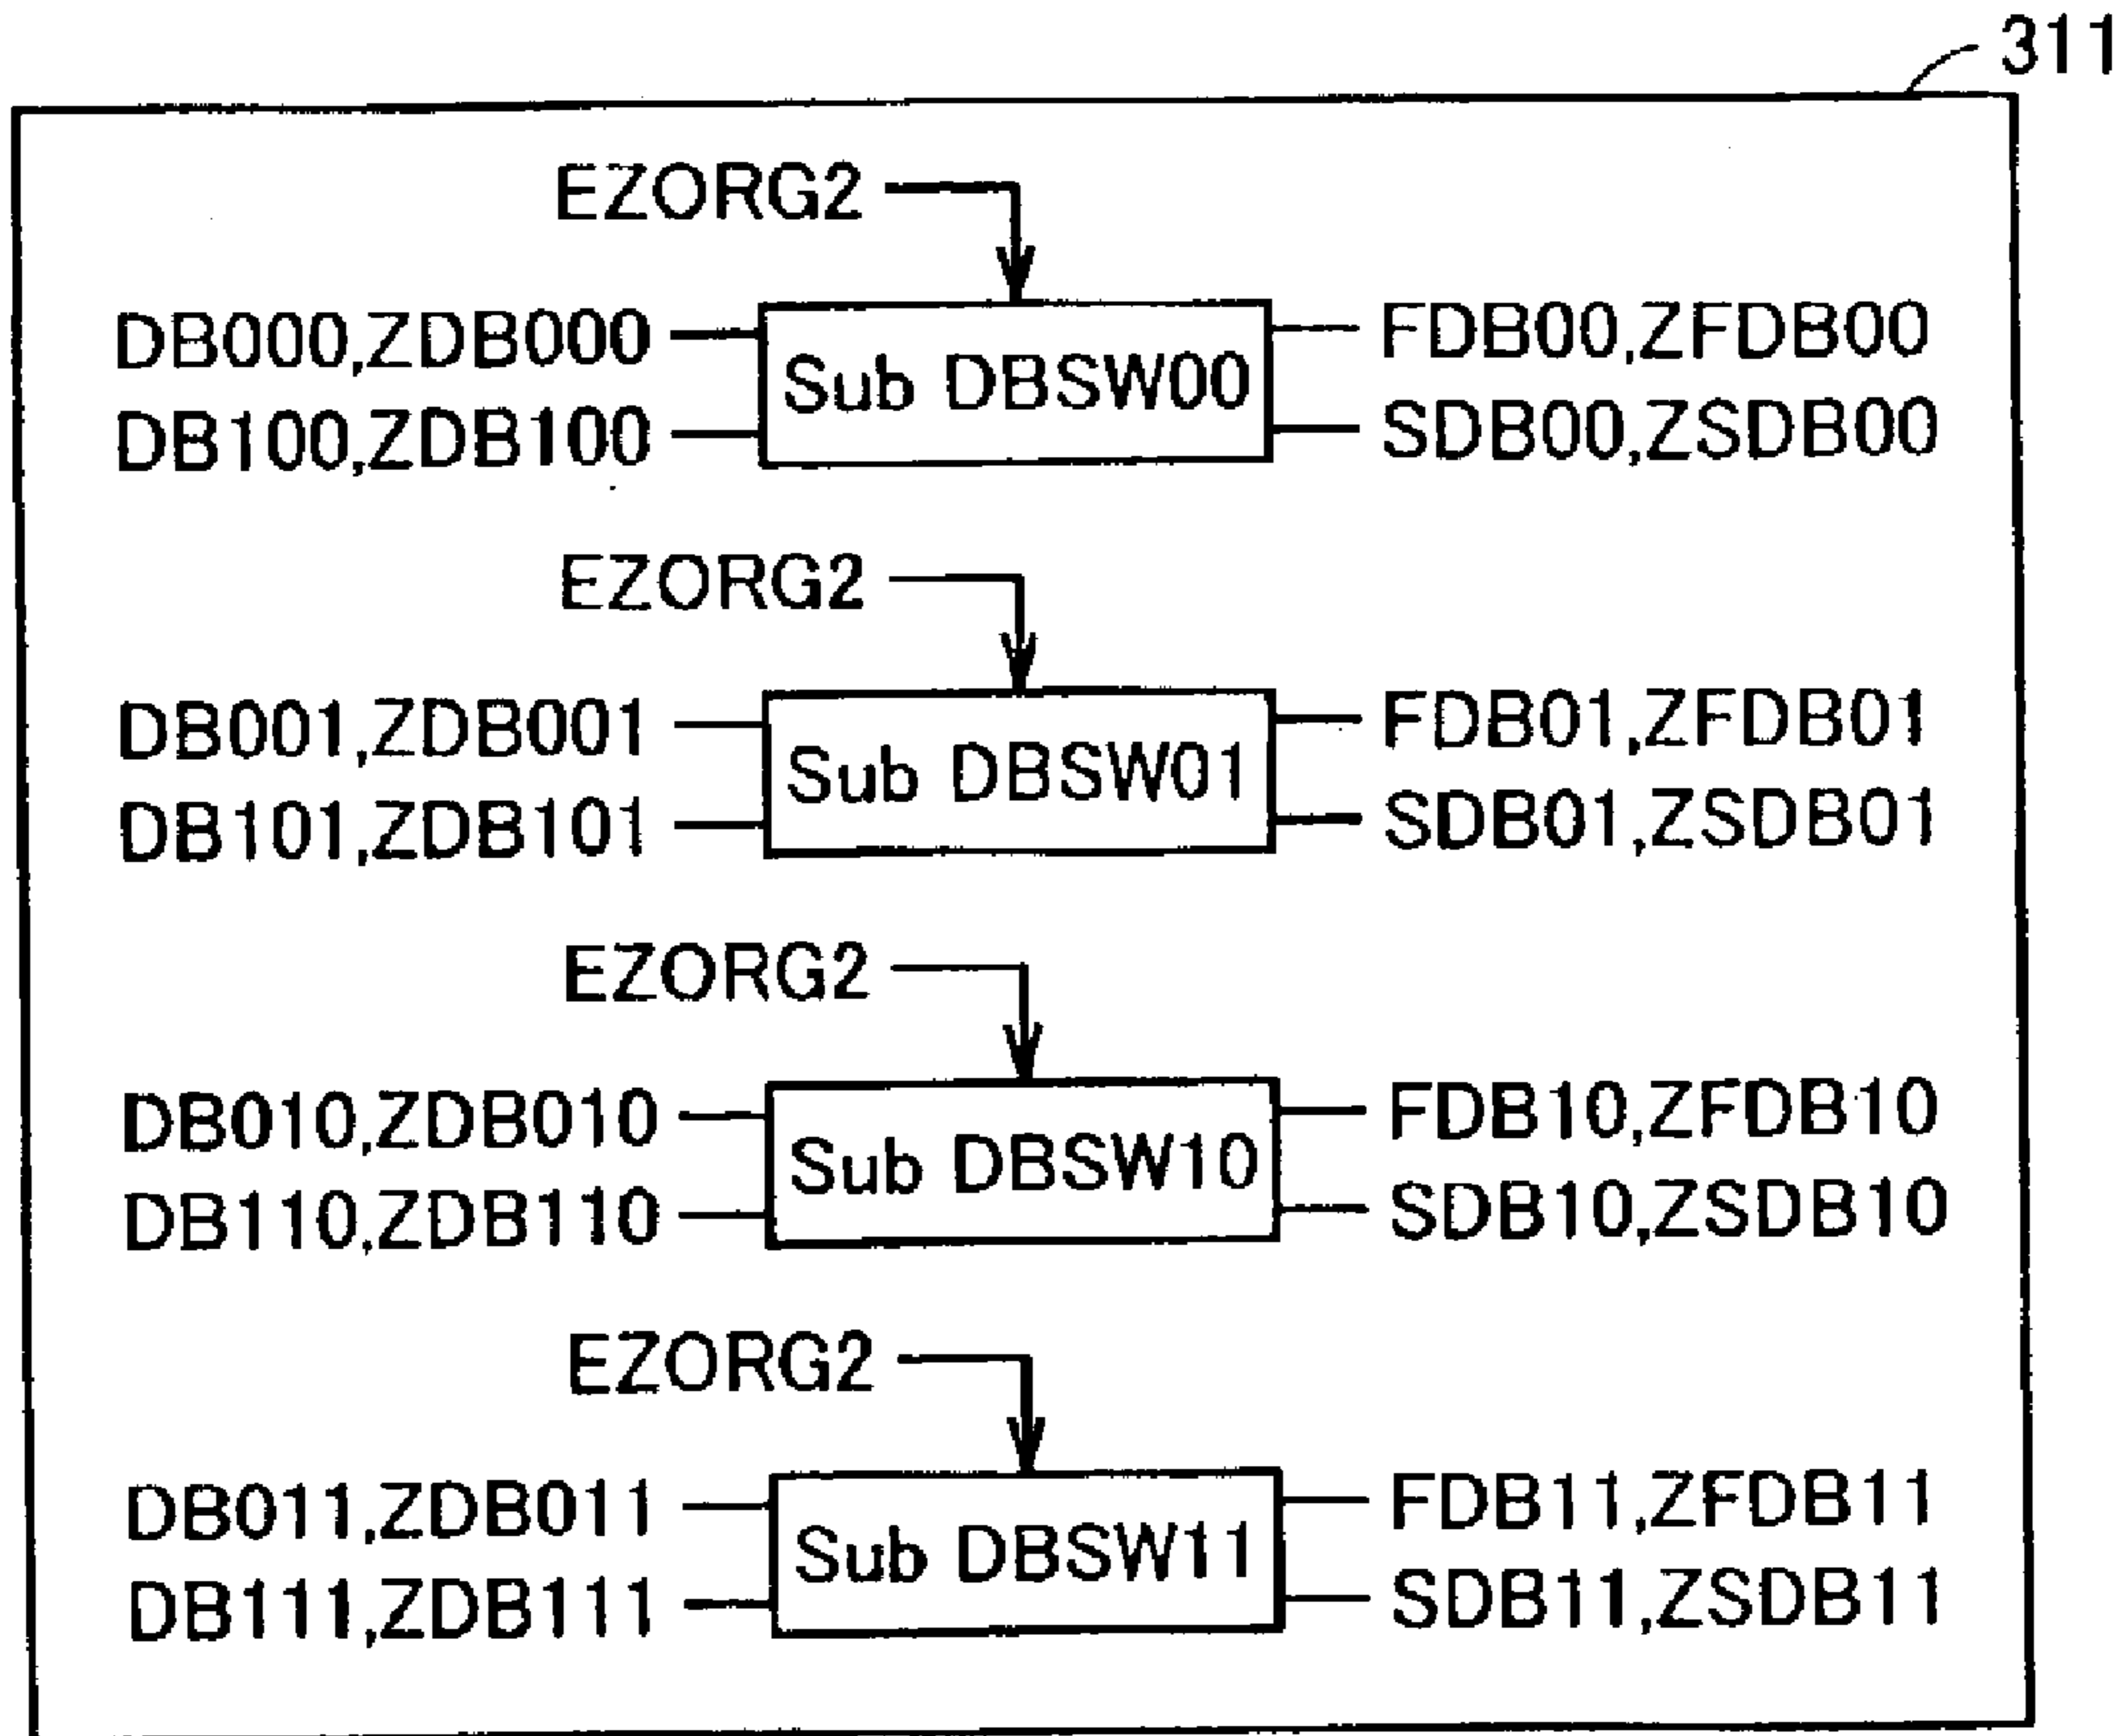 311
EZORG2
DB000,ZDB000
FDB00,ZFDB00
Sub DBSW00
DB100,ZDB100
SDB00,ZSDB00
EZORG2
DB001,ZDB001
FDB01,ZFDB01
Sub DBSW01
DB101,ZDB101
SDB01,ZSDB01
EZORG2
DB010,ZDB010
FDB10,ZFDB10
Sub DBSW10
DB110,ZDB110
SDB10,ZSDB10
EZORG2
DB011,ZDB011
FDB11,ZFDB11
Sub DBSW11
DB111,ZDB111
SDB11,ZSDB11